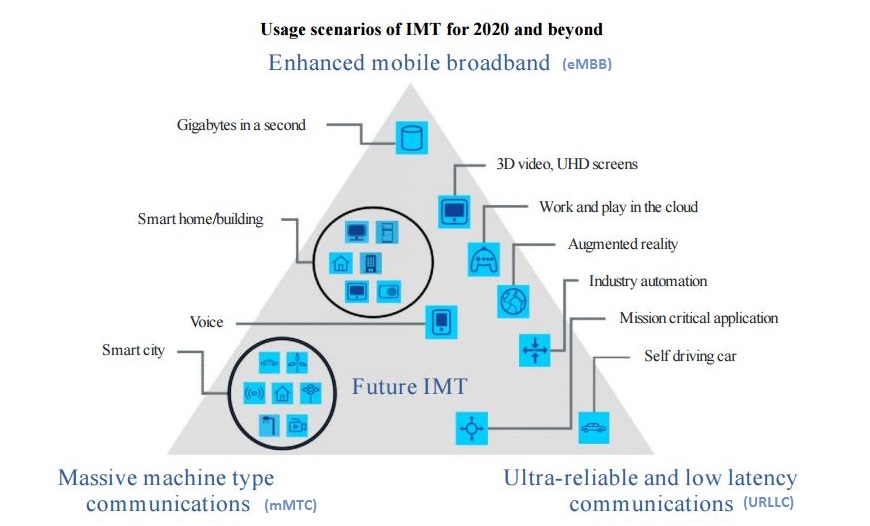 Usage scenarios of IMT for 2020 and beyond
Enhanced mobile broadband (eMBB)
Gigabytes in a second
3D video, UHD screens
Work and play in the cloud
Smart home/building
Augmented reality
Industry automation
Mission critical application
Voice
Smart city
Self driving car
Future IMT
Massive machine type
communications (mMTC)
Ultra-reliable and low latency
communications (URLLC)